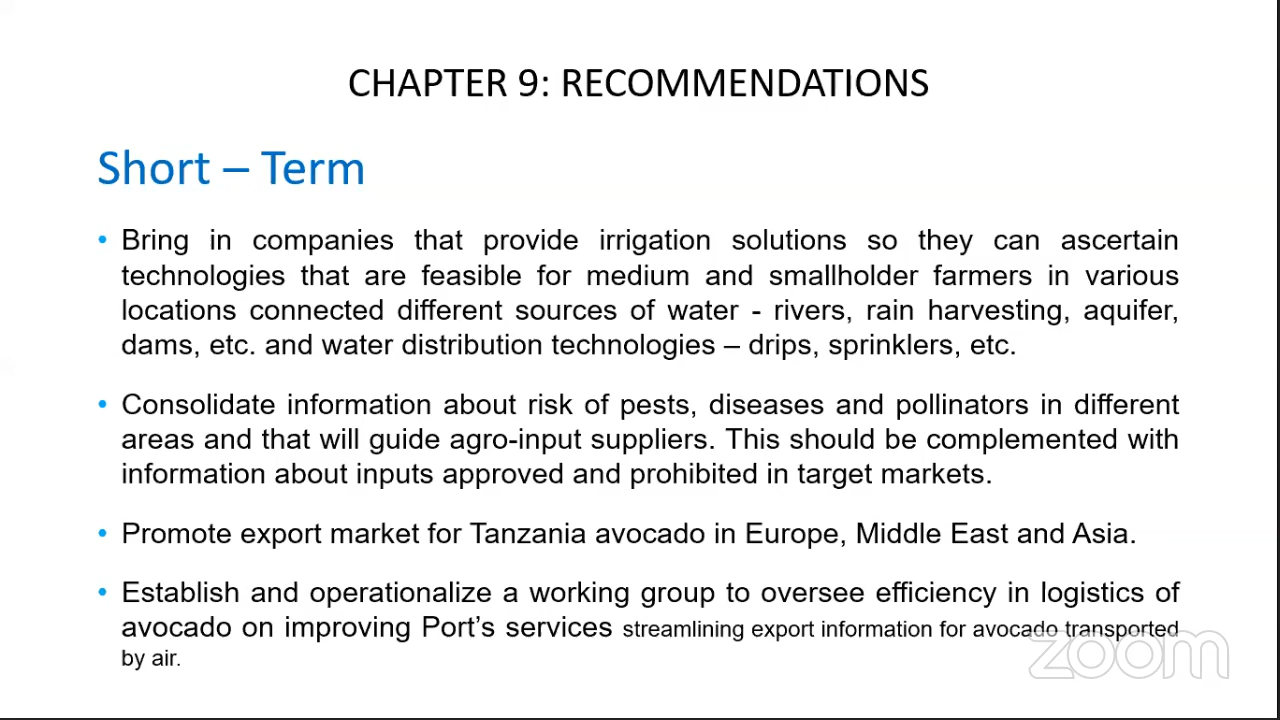 CHAPTER 9: RECOMMENDATIONS
Short – Term
• Bring in companies that provide irrigation solutions so they can ascertain
technologies that are feasible for medium and smallholder farmers in various
locations connected different sources of water - rivers, rain harvesting, aquifer,
dams, etc. and water distribution technologies – drips, sprinklers, etc.
• Consolidate information about risk of pests, diseases and pollinators in different
areas and that will guide agro-input suppliers. This should be complemented with
information about inputs approved and prohibited in target markets.
• Promote export market for Tanzania avocado in Europe, Middle East and Asia.
• Establish and operationalize a working group to oversee efficiency in logistics of
avocado on improving Port’s services streamlining export information for avocado transported
by air.
zoom